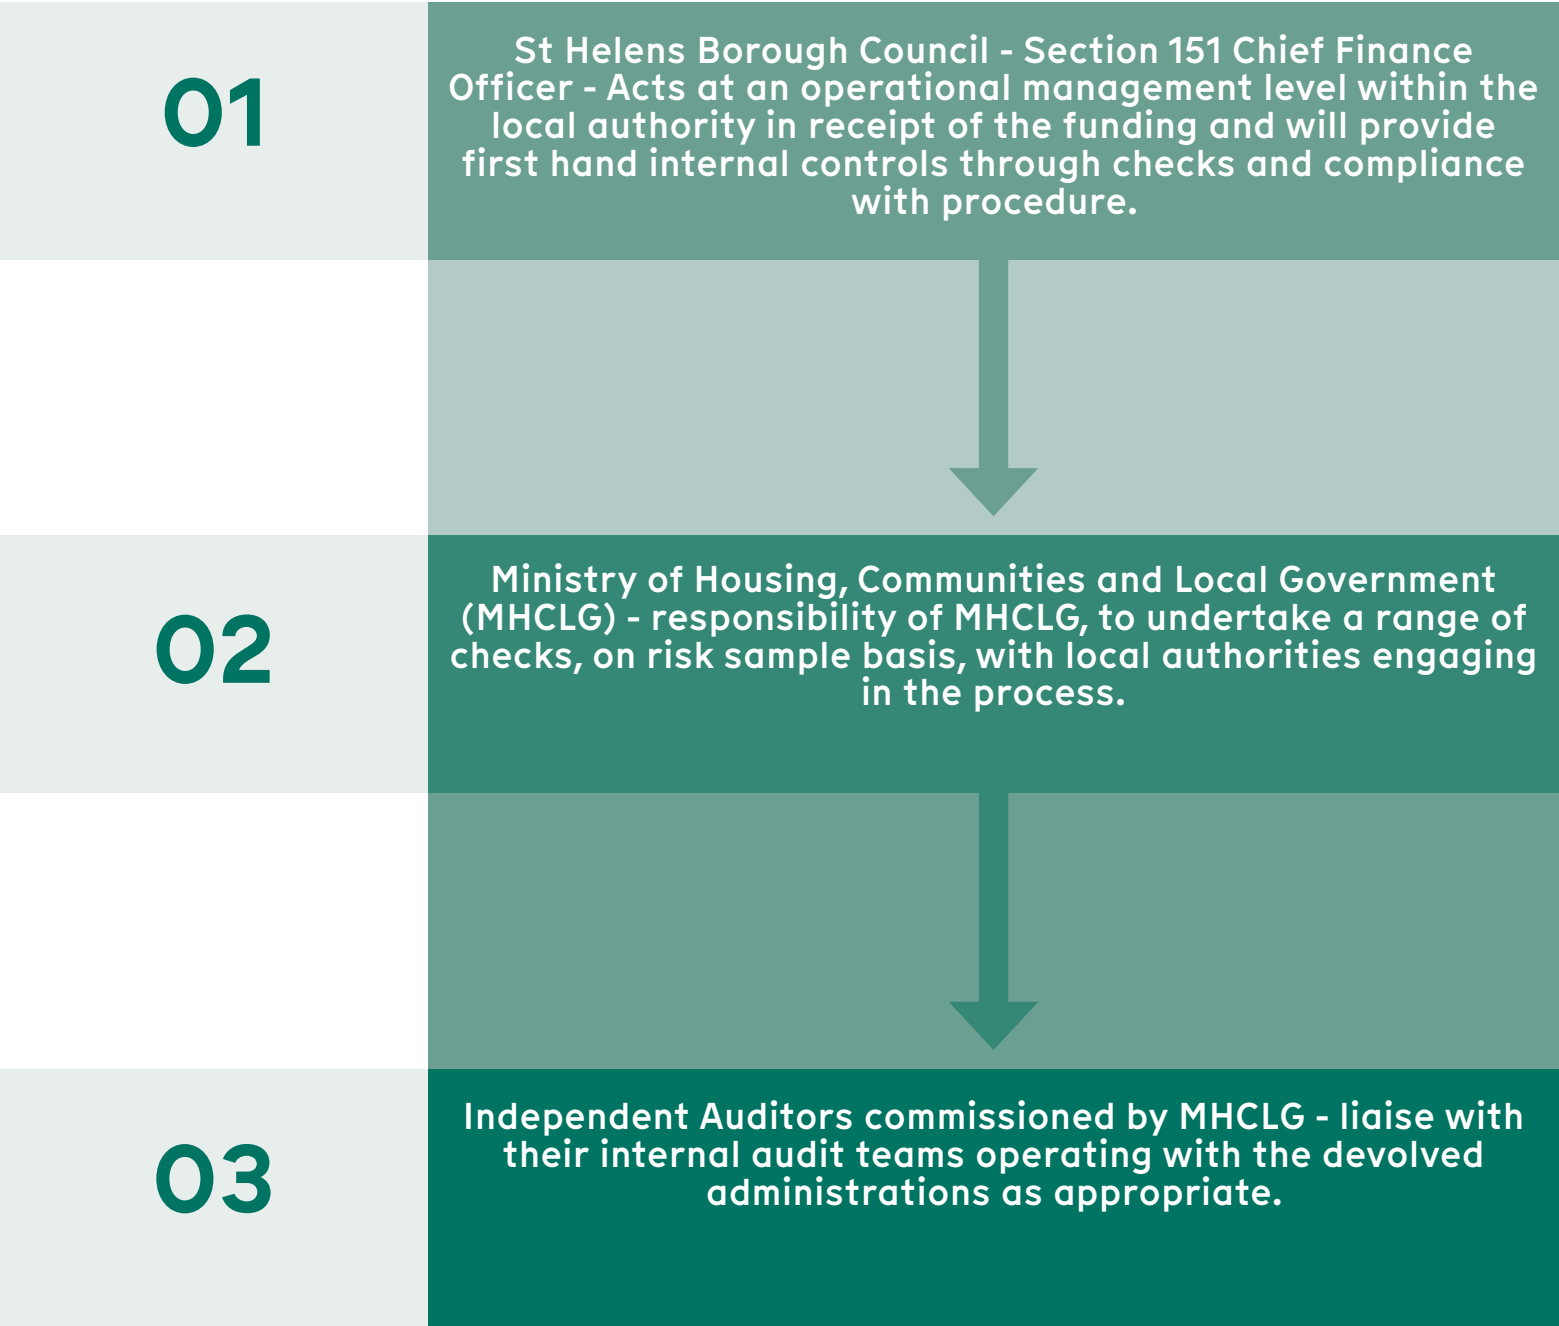 01
St Helens Borough Council - Section 151 Chief Finance
Officer - Acts at an operational management level within the
local authority in receipt of the funding and will provide
first hand internal controls through checks and compliance
with procedure.
02
Ministry of Housing, Communities and Local Government
(MHCLG) - responsibility of MHCLG, to undertake a range of
checks, on risk sample basis, with local authorities engaging
in the process.
03
Independent Auditors commissioned by MHCLG - liaise with
their internal audit teams operating with the devolved
administrations as appropriate.